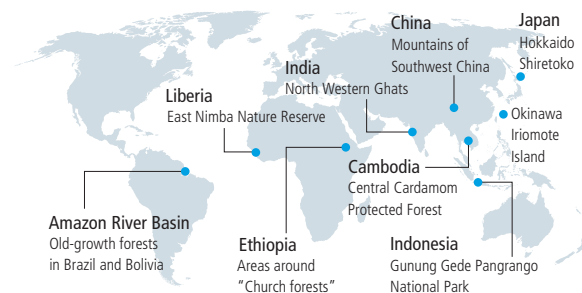 China
Mountains of
Southwest China
Japan
Hokkaido
Shiretoko
India
North Western Ghats
Liberia
East Nimba Nature Reserve
Okinawa
Iriomote
Island
Cambodia
Central Cardamom
Protected Forest
Amazon River Basin
Old-growth forests
in Brazil and Bolivia
Ethiopia
Areas around
“Church forests”
Indonesia
Gunung Gede Pangrango
National Park